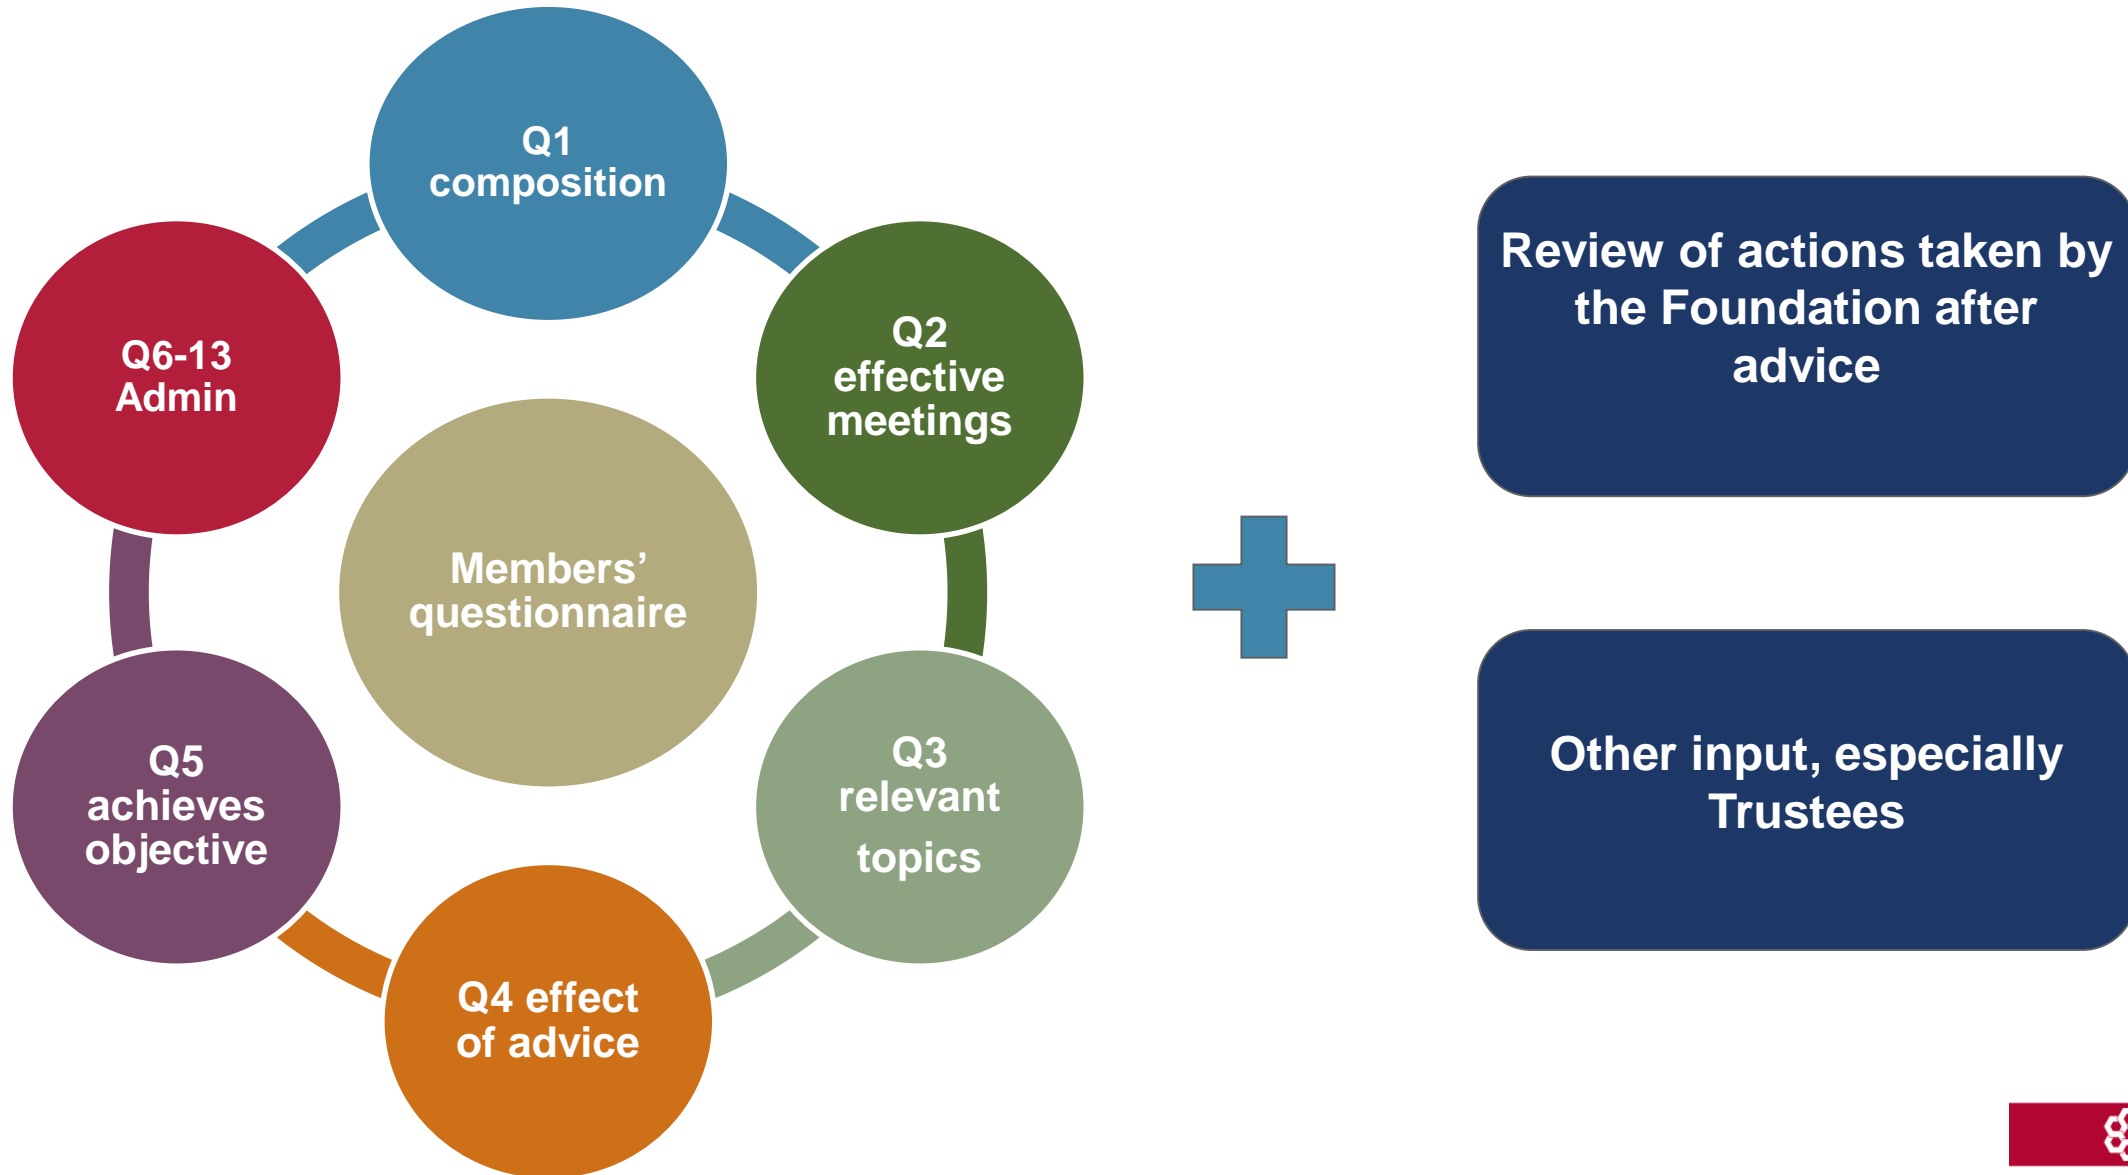 Q1
composition
Q2
effective
meetings
Q3
relevant
topics
Q4 effect
of advice
Q5
achieves
objective
Q6-13
Admin
Members’
questionnaire
Review of actions taken by
the Foundation after
advice
Other input, especially
Trustees